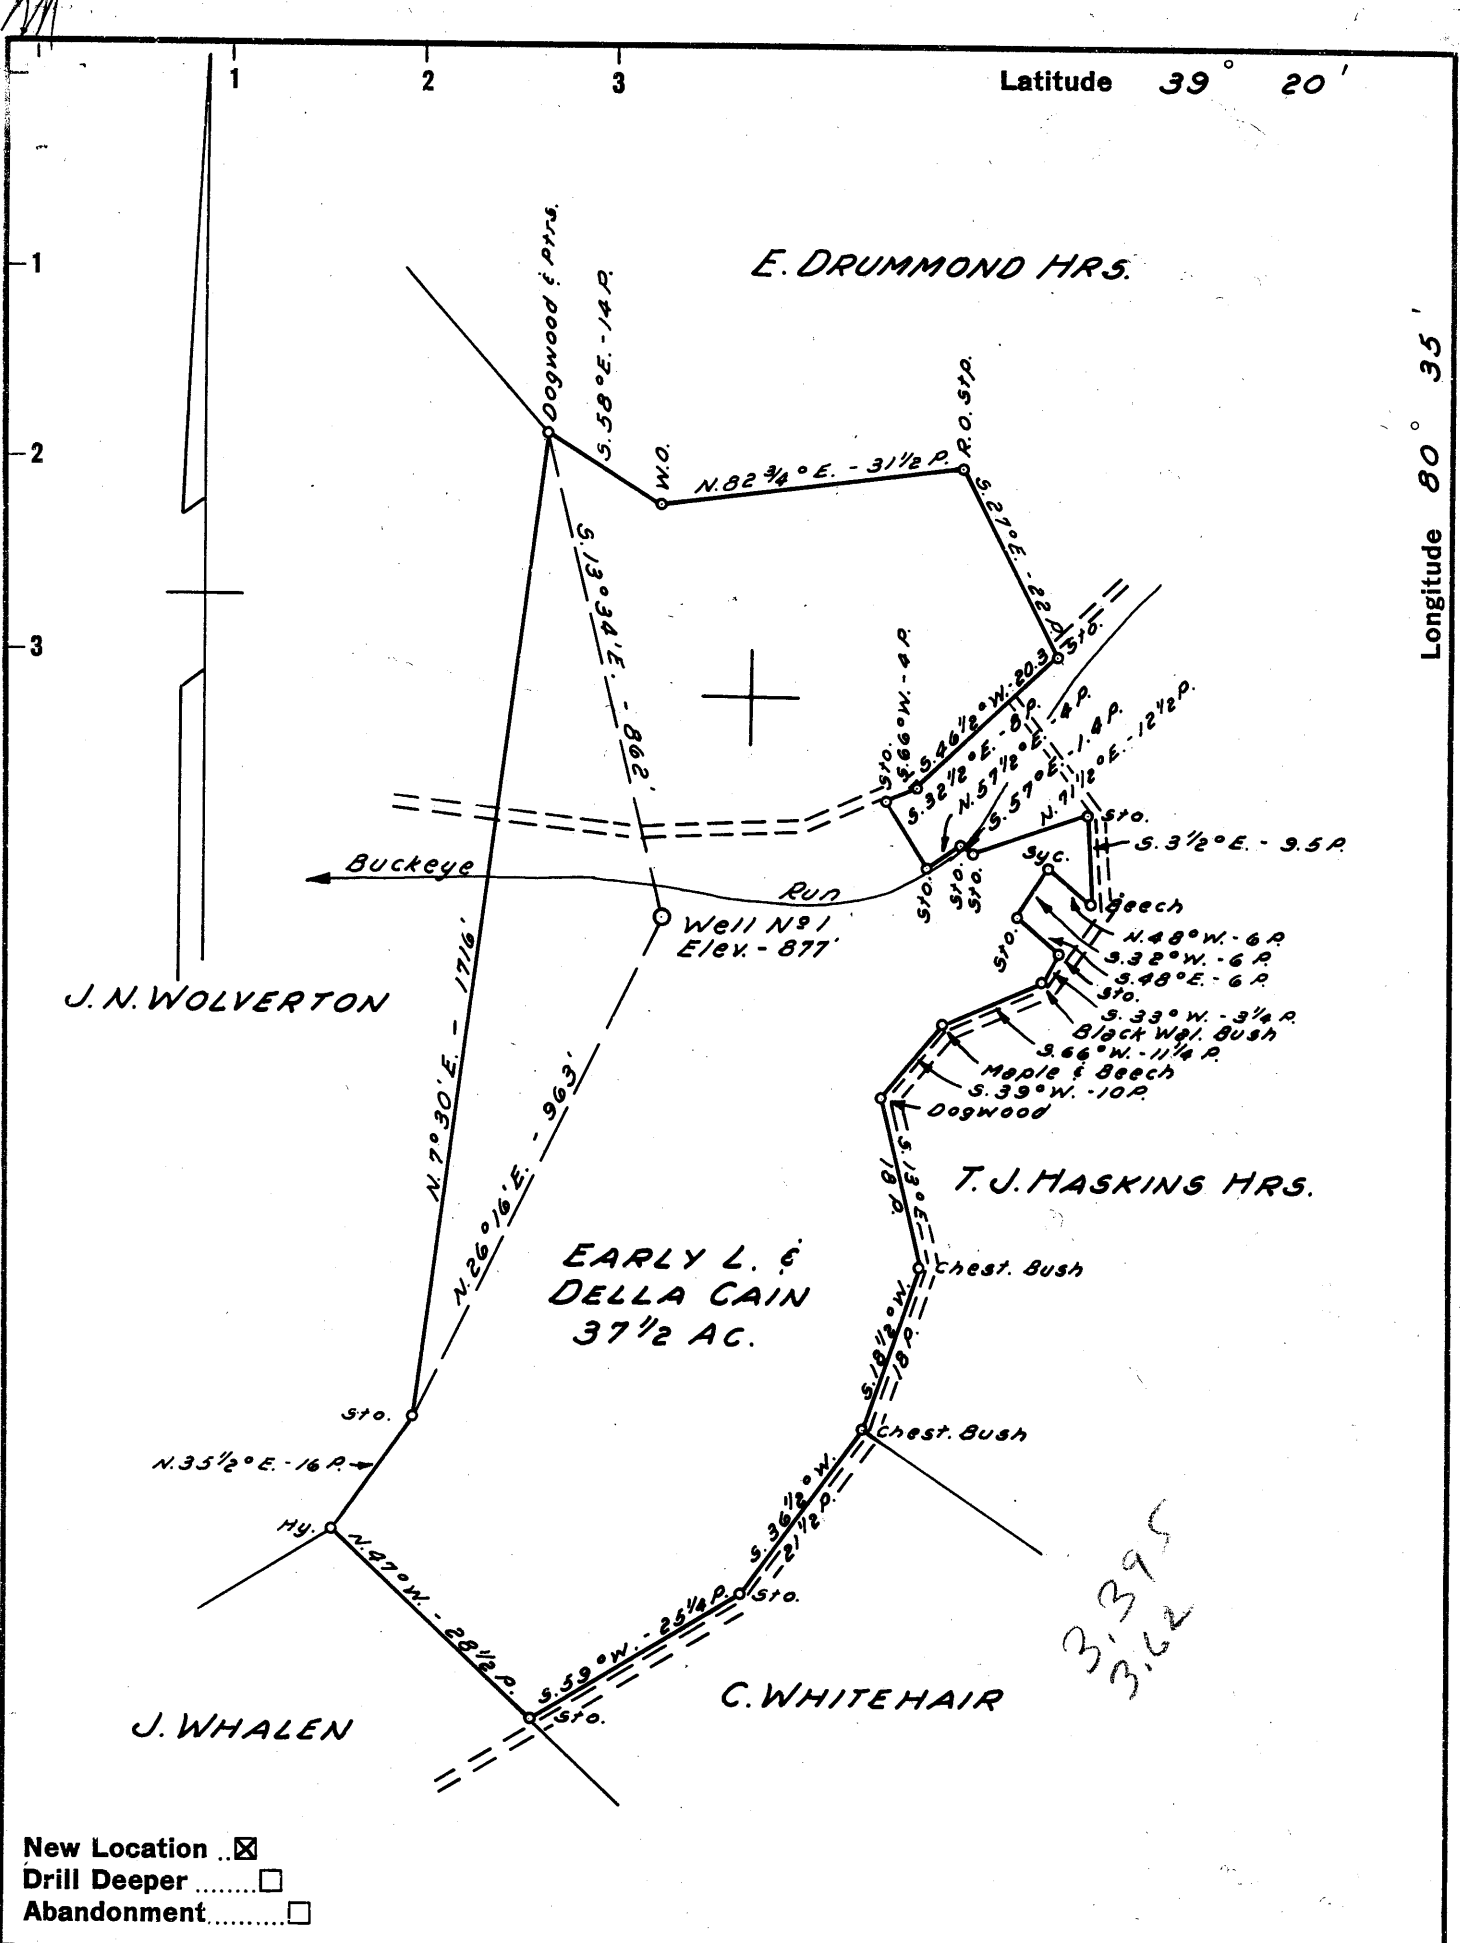 1
2
3
Latitude 39° 20'
1
2
3
Longitude 80° 35'
E. DRUMMOND HRS.
Dogwood & Ptrs.
S.58°E.-14P.
W.O.
N.82 3/4°E. - 31 1/2 P.
R.O. Stp.
S.27°E. - 22 P.
Sto.
S.13°34'E. - 862'
S.46 1/2°W.-20.3
S.66°W.-4P.
Sto.
S.32 1/2°E.-8P.
N.57 1/2°E.-4P.
S.57°E.-1.4P.
N.71 1/2°E.-12 1/2P.
Sto.
Sto.
Sto.
Sto.
S.3 1/2°E. - 9.5 P.
Syc.
Beech
Buckeye Run
Well No 1
Elev. - 877'
Sto.
N.48°W.-6 P.
S.32°W.-6 P.
S.48°E.-6 P.
Sto.
S.33°W.-3 1/4 P.
Black Wal. Bush
S.66°W.-11 1/4 P.
Maple & Beech
S.39°W.-10P.
Dogwood
J.N. WOLVERTON
N.7°30'E. - 1716'
N.26°16'E. - 963'
S.13°E.
18 P.
T. J. HASKINS HRS.
EARLY L. &
DELLA CAIN
37 1/2 AC.
Chest. Bush
S.18 1/2°W.
18 P.
Sto.
Chest. Bush
N.35 1/2°E.-16 P.
S.36 1/2°W.
21 1/2 P.
Hy.
N.47°W. - 28 1/2 P.
Sto.
S.59°W. - 25 1/4 P.
Sto.
3.395
3.62
C. WHITEHAIR
J. WHALEN
New Location ..☒
Drill Deeper ........☐
Abandonment..........☐